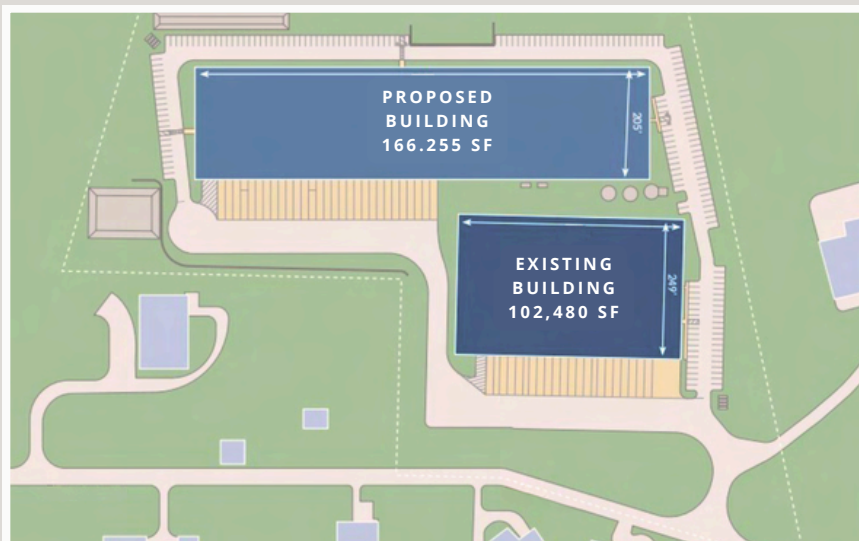 PROPOSED
BUILDING
166.255 SF
205'
EXISTING
BUILDING
102,480 SF
249'